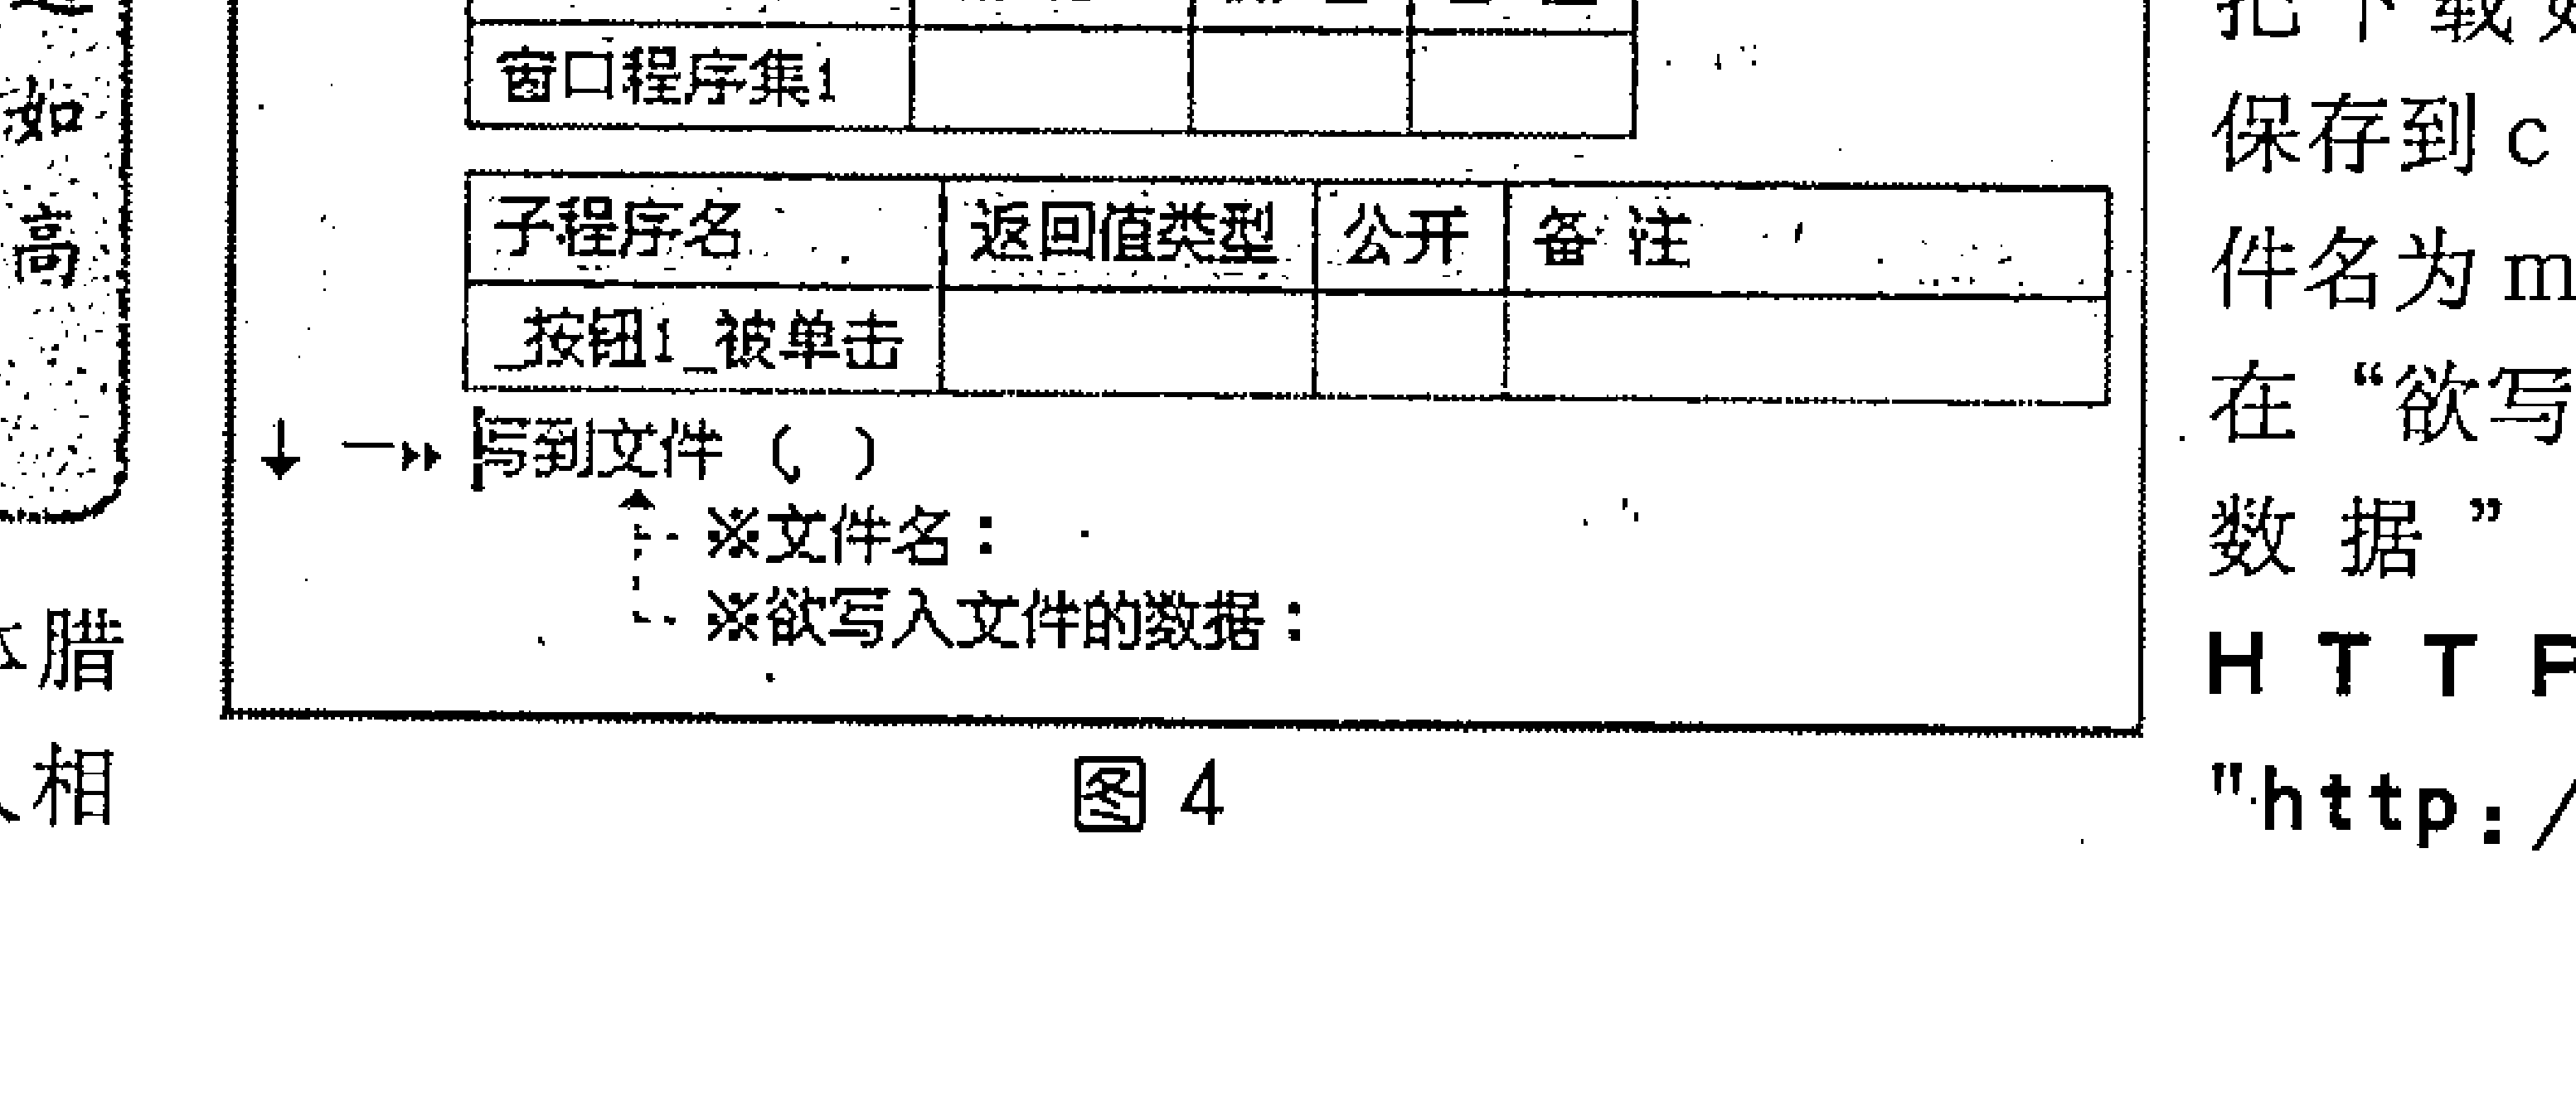 如
高
腊
相
窗口程序集1
子程序名 返回值类型 公开 备 注
_按钮1_被单击
写到文件 (, )
※文件名:
※欲写入文件的数据:
图 4
把下载
保存到 c
件名为 m
在 “欲写
数 据 ”
H T T P
"http:/